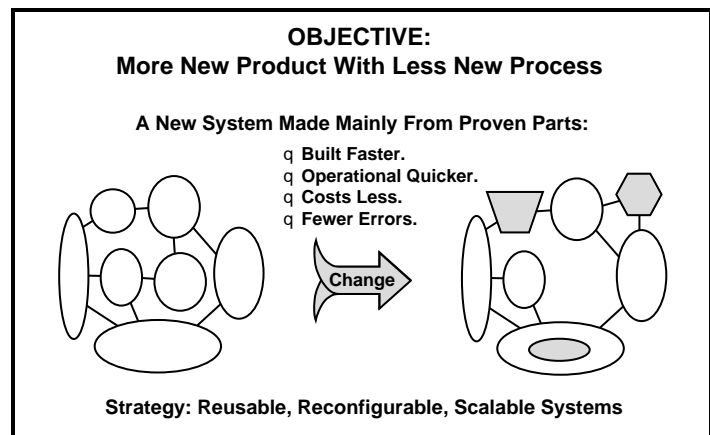 OBJECTIVE:
More New Product With Less New Process
A New System Made Mainly From Proven Parts:
q Built Faster.
q Operational Quicker.
q Costs Less.
q Fewer Errors.
Change
Strategy: Reusable, Reconfigurable, Scalable Systems